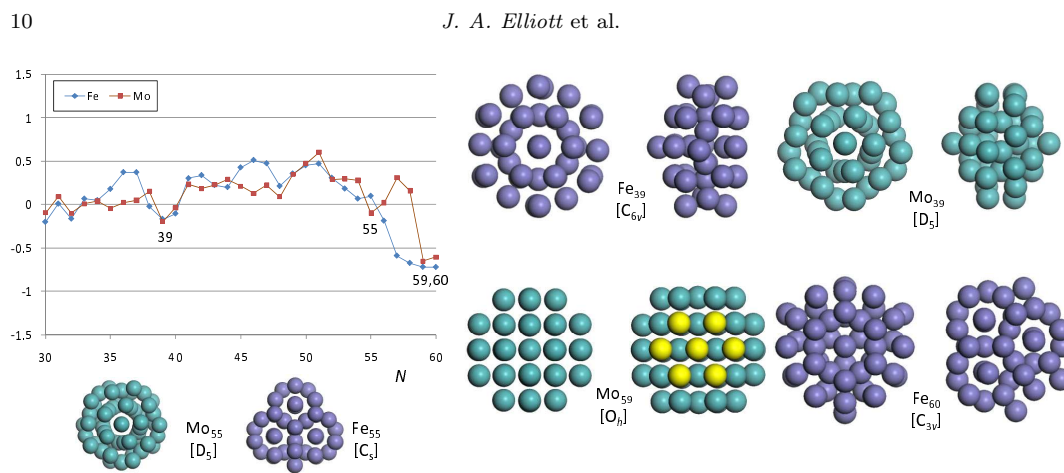 10
J. A. Elliott et al.
1.5
1
0.5
0
-0.5
-1
-1.5
Fe
Mo
39
55
59,60
30
35
40
45
50
55
60
N
Fe39
[C6v]
Mo39
[D5]
Mo59
[Oh]
Fe60
[C3v]
Mo55
[D5]
Fe55
[Cs]